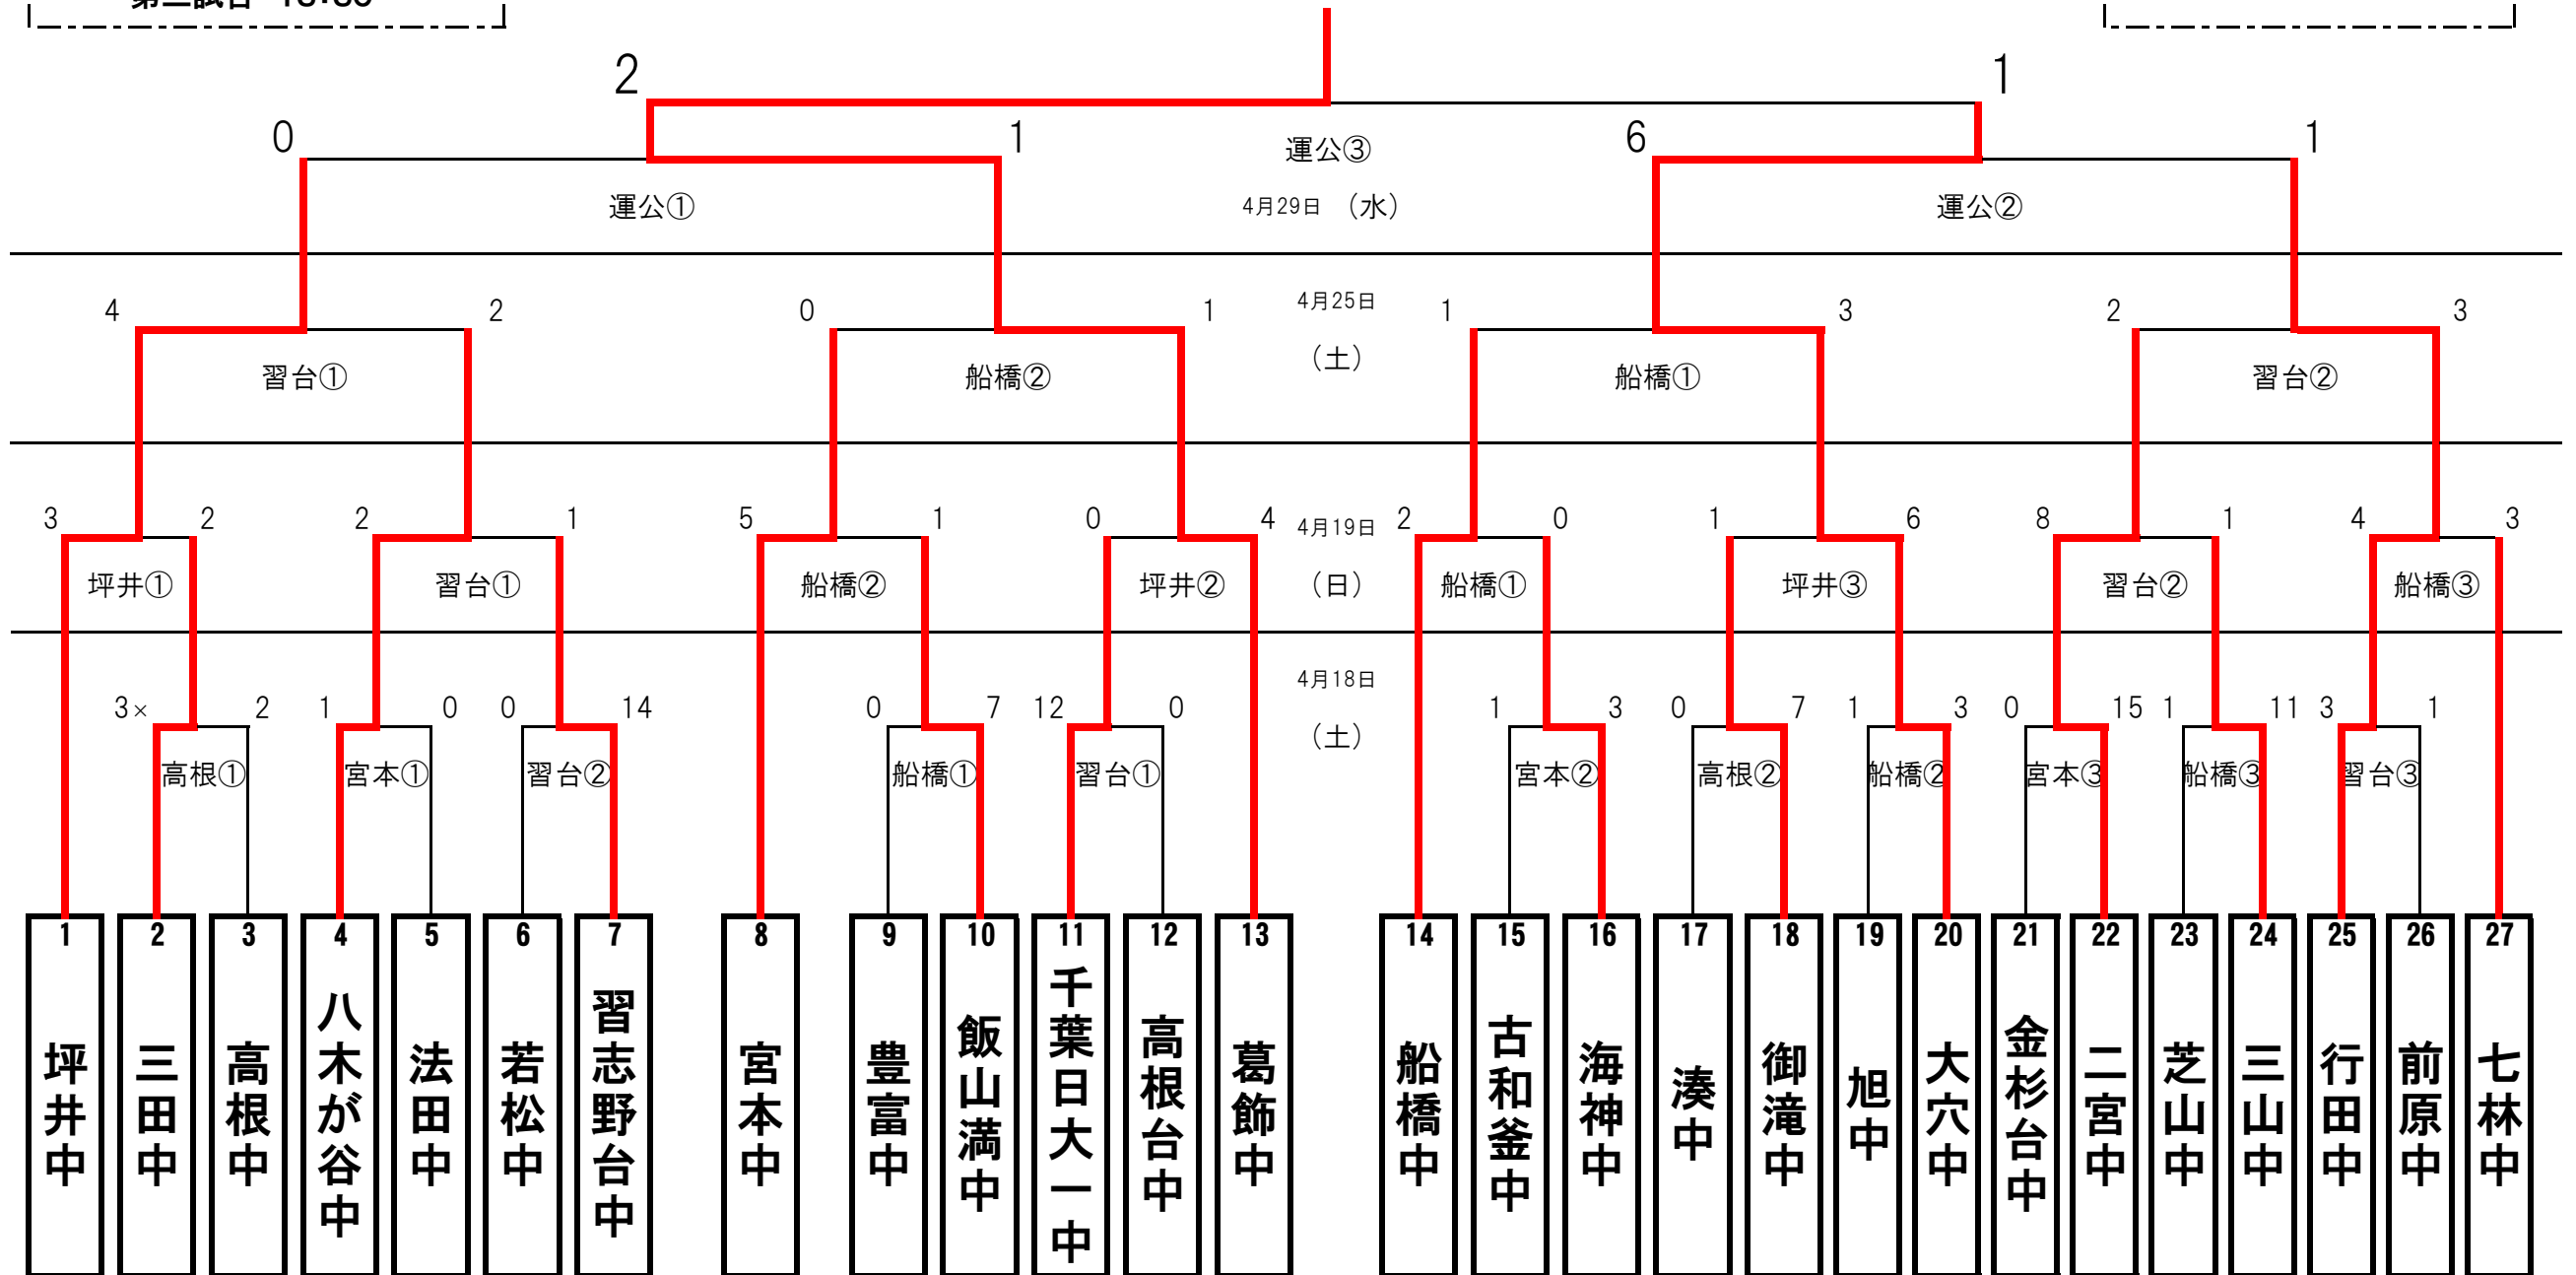 第三試合 13:30
2 1
0 1 6 1
運公③
運公① 4月29日 （水） 運公②
4 2 0 1 4月25日 1 3 2 3
（土）
習台① 船橋② 船橋① 習台②
3 2 2 1 5 1 0 4 4月19日 2 0 1 6 8 1 4 3
坪井① 習台① 船橋② 坪井② （日） 船橋① 坪井③ 習台② 船橋③
4月18日
3× 2 1 0 0 14 0 7 12 0 1 3 0 7 1 3 0 15 1 11 3 1
（土）
高根① 宮本① 習台② 船橋① 習台① 宮本② 高根② 船橋② 宮本③ 船橋③ 習台③
1 2 3 4 5 6 7 8 9 10 11 12 13 14 15 16 17 18 19 20 21 22 23 24 25 26 27
坪井中
三田中
高根中
八木が谷中
法田中
若松中
習志野台中
宮本中
豊富中
飯山満中
千葉日大一中
高根台中
葛飾中
船橋中
古和釜中
海神中
湊中
御滝中
旭中
大穴中
金杉台中
二宮中
芝山中
三山中
行田中
前原中
七林中